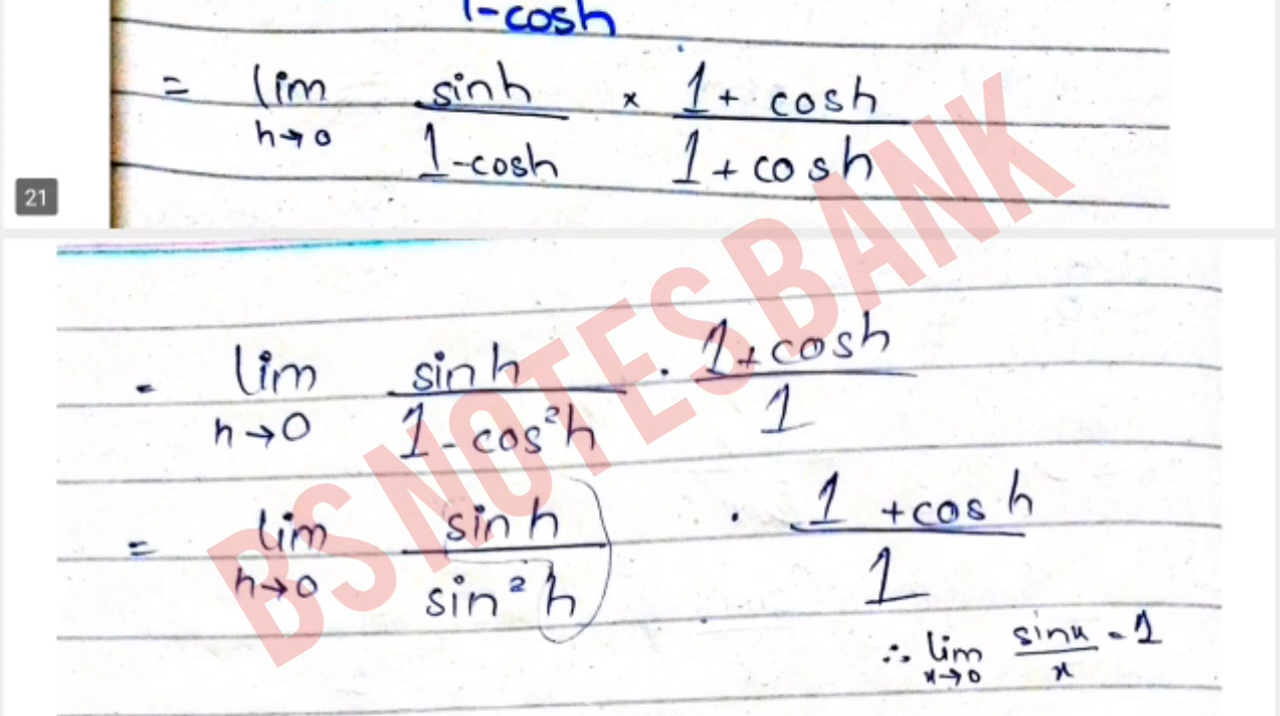 1-cosh
= lim sinh × 1+cosh
h→0 1-cosh 1+cosh
21
= lim sinh . 1+cosh
h→0 1-cos²h 1
= lim sinh . 1+cosh
h→0 sin²h 1
∴ lim sinx = 1
x→0 x
BS NOTES BANK